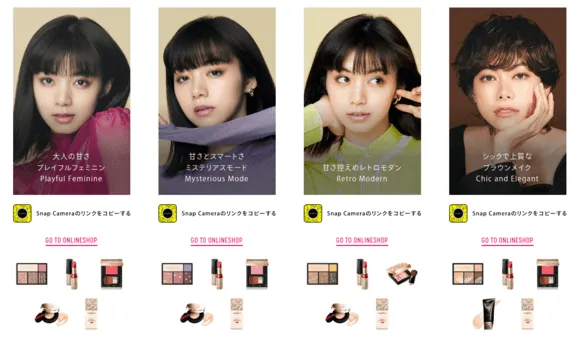 大人の甘さ
プレイフルフェミニン
Playful Feminine
甘さとスマートさ
ミステリアスモード
Mysterious Mode
甘さ控えめレトロモダン
Retro Modern
シックで上質な
ブラウンメイク
Chic and Elegant
Snap Cameraのリンクをコピーする
Snap Cameraのリンクをコピーする
Snap Cameraのリンクをコピーする
Snap Cameraのリンクをコピーする
GO TO ONLINESHOP
GO TO ONLINESHOP
GO TO ONLINESHOP
GO TO ONLINESHOP